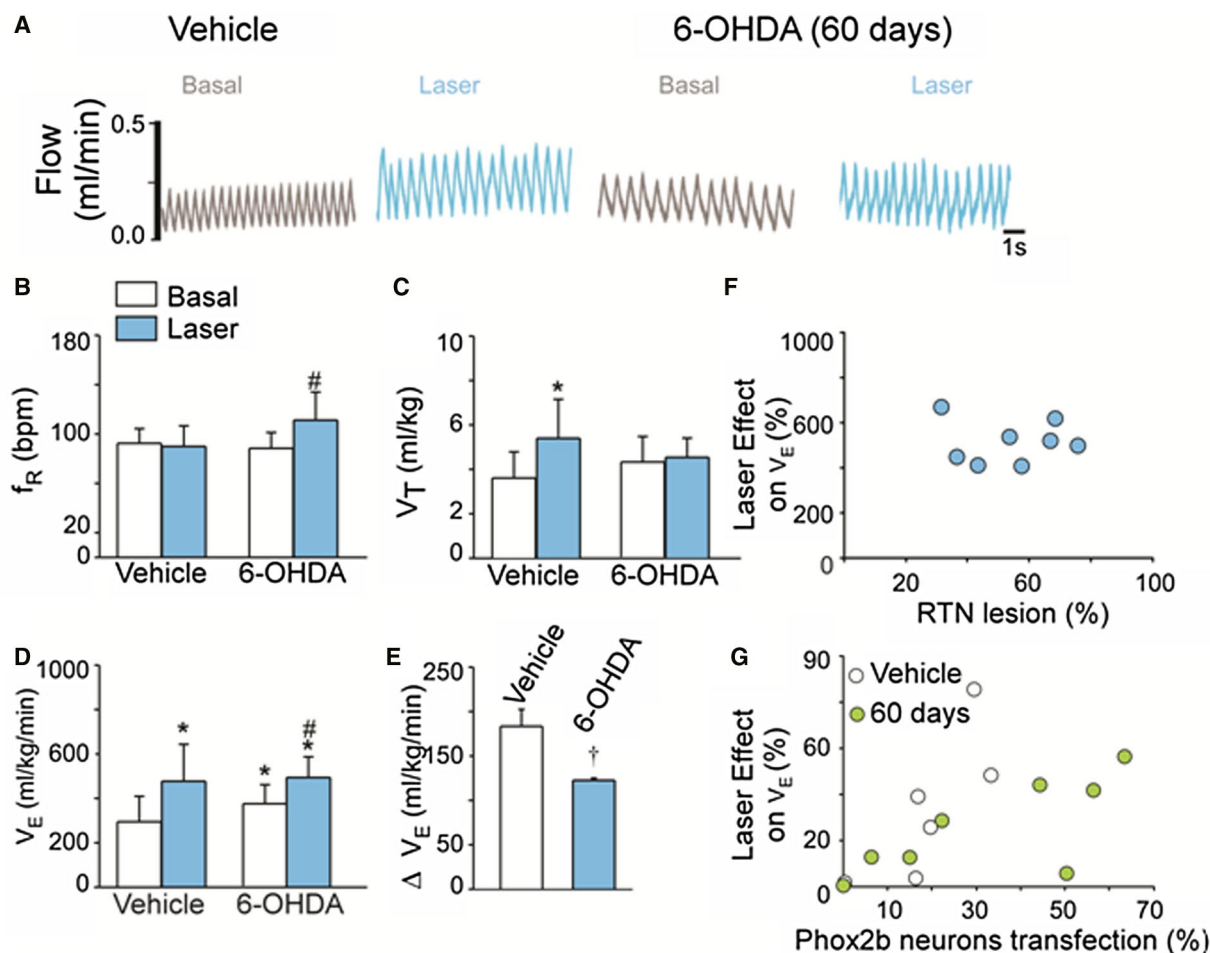 A
Vehicle
6-OHDA (60 days)
Basal
Laser
Basal
Laser
Flow
(ml/min)
0.5
0.0
1s
B
Basal
Laser
fR (bpm)
180
100
20
0
#
Vehicle
6-OHDA
C
VT (ml/kg)
10
6
2
0
*
Vehicle
6-OHDA
F
Laser Effect
on VE (%)
1000
600
200
0
20
60
100
RTN lesion (%)
D
VE (ml/kg/min)
1000
600
200
0
*
*
#
*
Vehicle
6-OHDA
E
Δ VE (ml/kg/min)
250
150
50
0
Vehicle
6-OHDA
†
G
Laser Effect
on VE (%)
90
60
20
0
Vehicle
60 days
10
30
50
70
Phox2b neurons transfection (%)